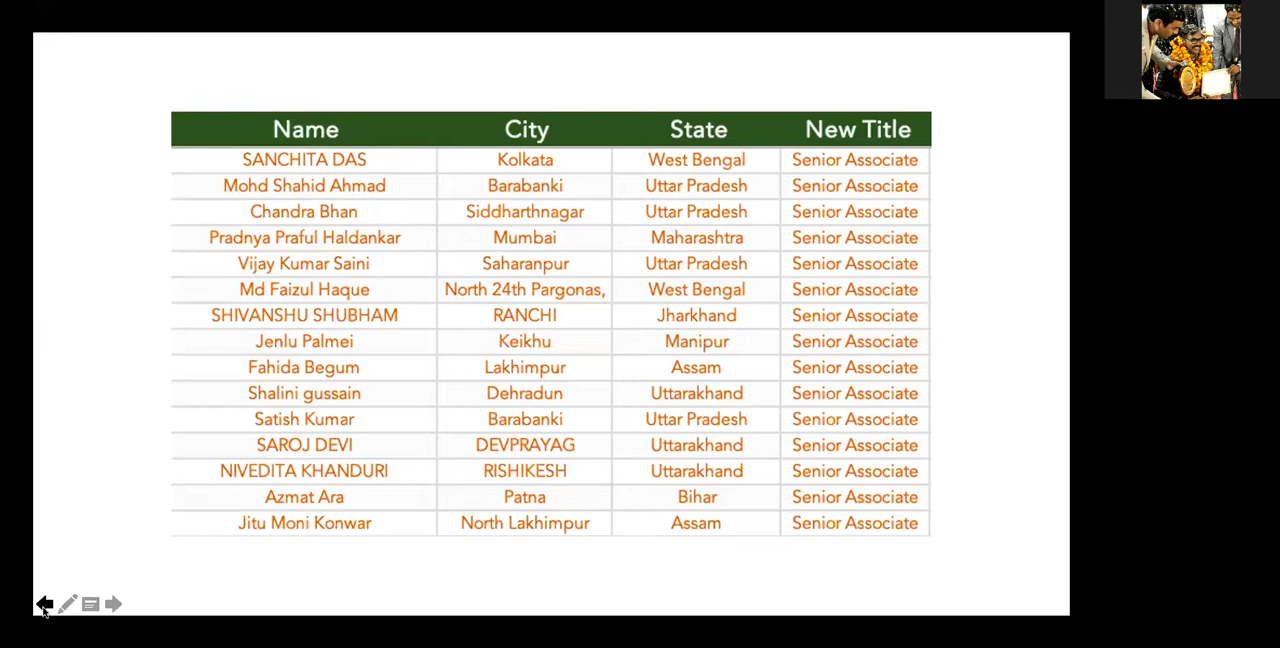 Name City State New Title
SANCHITA DAS Kolkata West Bengal Senior Associate
Mohd Shahid Ahmad Barabanki Uttar Pradesh Senior Associate
Chandra Bhan Siddharthnagar Uttar Pradesh Senior Associate
Pradnya Praful Haldankar Mumbai Maharashtra Senior Associate
Vijay Kumar Saini Saharanpur Uttar Pradesh Senior Associate
Md Faizul Haque North 24th Pargonas, West Bengal Senior Associate
SHIVANSHU SHUBHAM RANCHI Jharkhand Senior Associate
Jenlu Palmei Keikhu Manipur Senior Associate
Fahida Begum Lakhimpur Assam Senior Associate
Shalini gussain Dehradun Uttarakhand Senior Associate
Satish Kumar Barabanki Uttar Pradesh Senior Associate
SAROJ DEVI DEVPRAYAG Uttarakhand Senior Associate
NIVEDITA KHANDURI RISHIKESH Uttarakhand Senior Associate
Azmat Ara Patna Bihar Senior Associate
Jitu Moni Konwar North Lakhimpur Assam Senior Associate